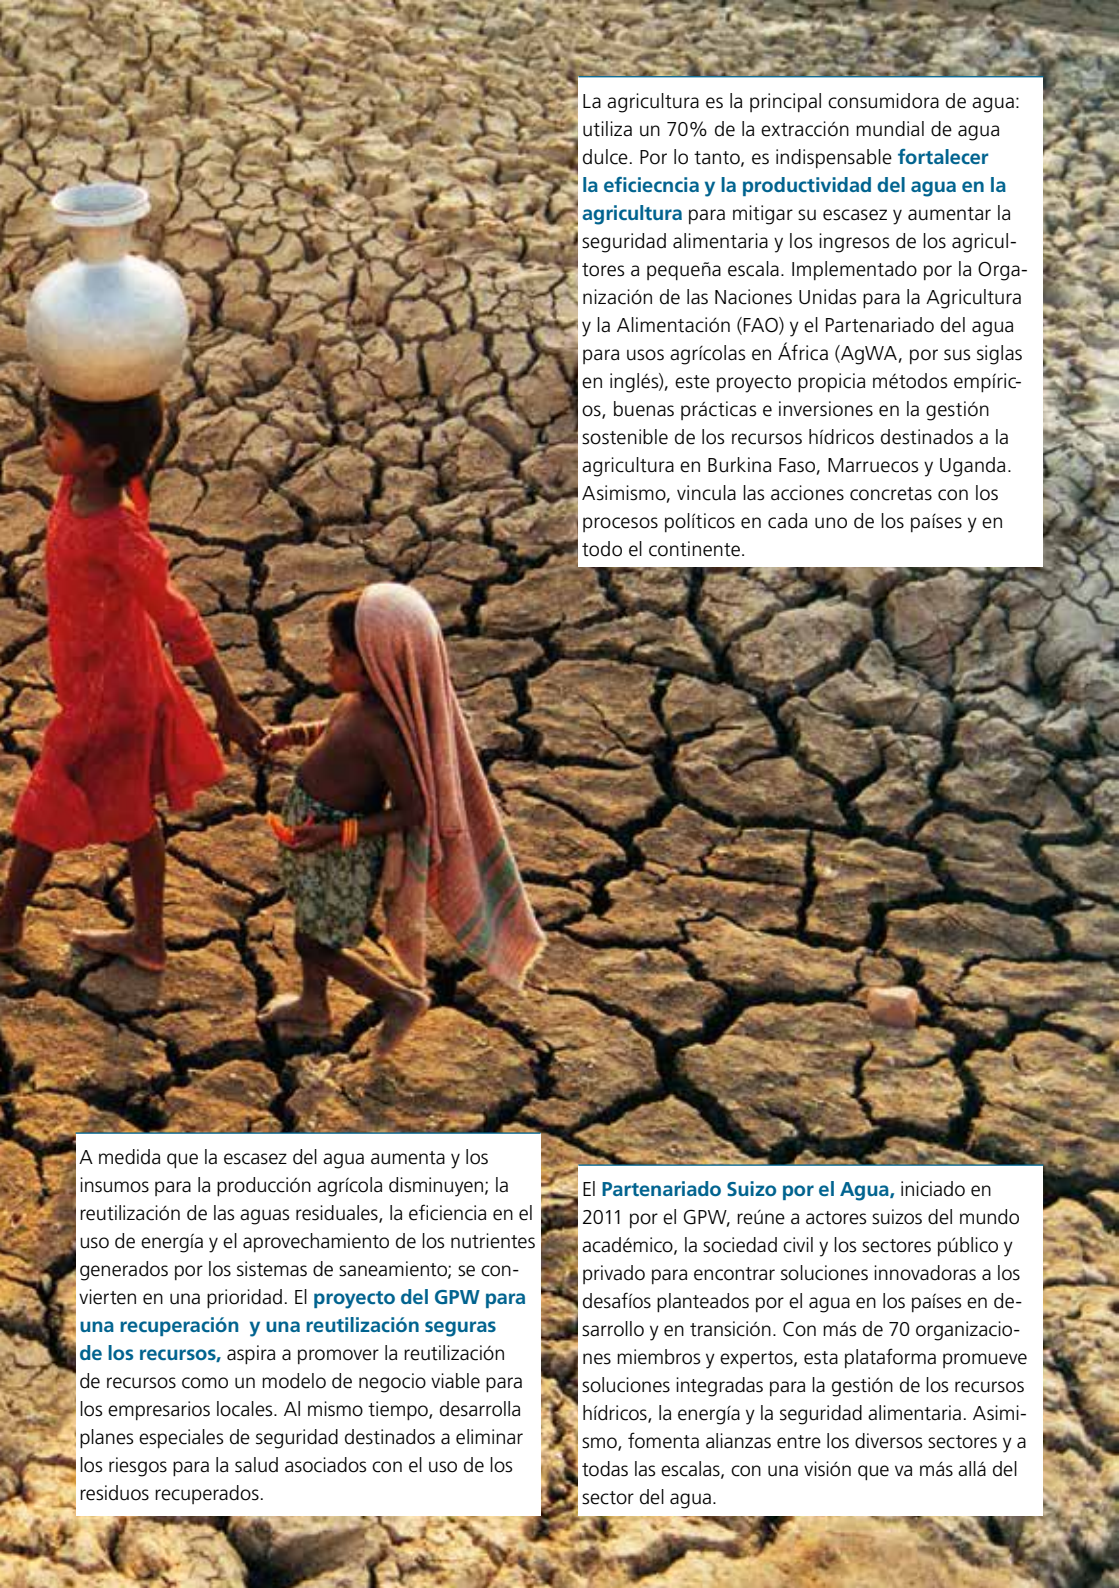 La agricultura es la principal consumidora de agua:
utiliza un 70% de la extracción mundial de agua
dulce. Por lo tanto, es indispensable fortalecer
la eficiecncia y la productividad del agua en la
agricultura para mitigar su escasez y aumentar la
seguridad alimentaria y los ingresos de los agricul-
tores a pequeña escala. Implementado por la Orga-
nización de las Naciones Unidas para la Agricultura
y la Alimentación (FAO) y el Partenariado del agua
para usos agrícolas en África (AgWA, por sus siglas
en inglés), este proyecto propicia métodos empíric-
os, buenas prácticas e inversiones en la gestión
sostenible de los recursos hídricos destinados a la
agricultura en Burkina Faso, Marruecos y Uganda.
Asimismo, vincula las acciones concretas con los
procesos políticos en cada uno de los países y en
todo el continente.
A medida que la escasez del agua aumenta y los
insumos para la producción agrícola disminuyen; la
reutilización de las aguas residuales, la eficiencia en el
uso de energía y el aprovechamiento de los nutrientes
generados por los sistemas de saneamiento; se con-
vierten en una prioridad. El proyecto del GPW para
una recuperación y una reutilización seguras
de los recursos, aspira a promover la reutilización
de recursos como un modelo de negocio viable para
los empresarios locales. Al mismo tiempo, desarrolla
planes especiales de seguridad destinados a eliminar
los riesgos para la salud asociados con el uso de los
residuos recuperados.
El Partenariado Suizo por el Agua, iniciado en
2011 por el GPW, reúne a actores suizos del mundo
académico, la sociedad civil y los sectores público y
privado para encontrar soluciones innovadoras a los
desafíos planteados por el agua en los países en de-
sarrollo y en transición. Con más de 70 organizacio-
nes miembros y expertos, esta plataforma promueve
soluciones integradas para la gestión de los recursos
hídricos, la energía y la seguridad alimentaria. Asimi-
smo, fomenta alianzas entre los diversos sectores y a
todas las escalas, con una visión que va más allá del
sector del agua.